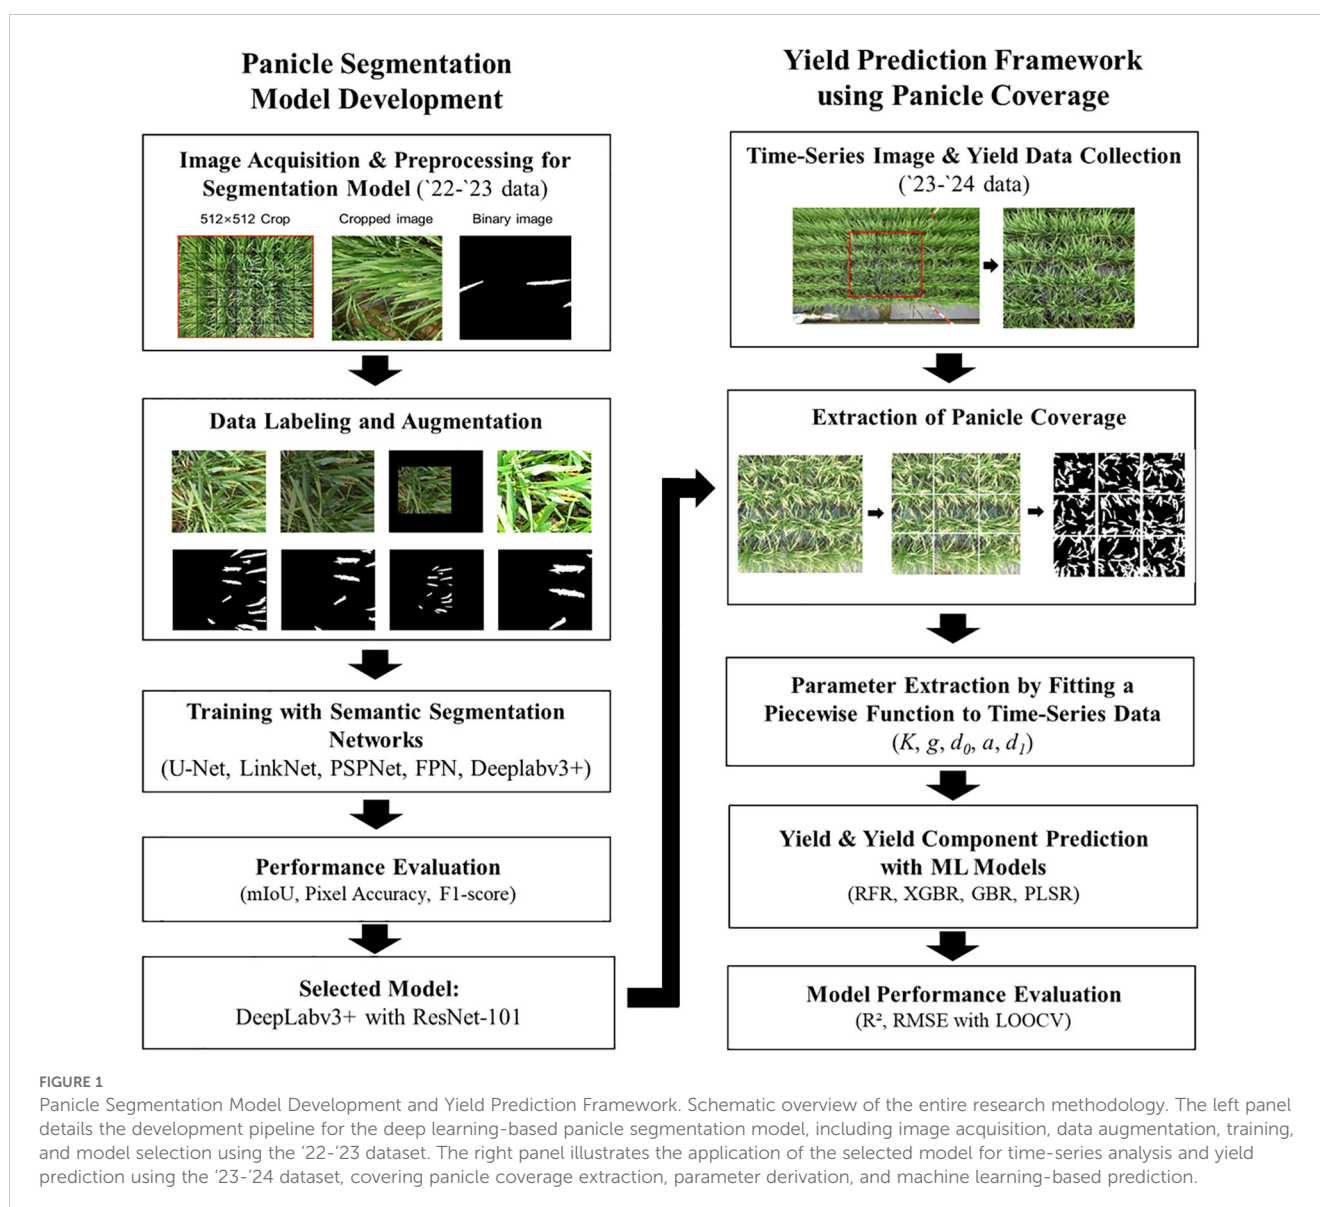 Panicle Segmentation
Model Development
Image Acquisition & Preprocessing for
Segmentation Model (`22-`23 data)
512×512 Crop
Cropped image
Binary image
Data Labeling and Augmentation
Training with Semantic Segmentation
Networks
(U-Net, LinkNet, PSPNet, FPN, Deeplabv3+)
Performance Evaluation
(mIoU, Pixel Accuracy, F1-score)
Selected Model:
DeepLabv3+ with ResNet-101
Yield Prediction Framework
using Panicle Coverage
Time-Series Image & Yield Data Collection
(`23-`24 data)
Extraction of Panicle Coverage
Parameter Extraction by Fitting a
Piecewise Function to Time-Series Data
(K, g, d0, a, d1)
Yield & Yield Component Prediction
with ML Models
(RFR, XGBR, GBR, PLSR)
Model Performance Evaluation
(R², RMSE with LOOCV)
FIGURE 1
Panicle Segmentation Model Development and Yield Prediction Framework. Schematic overview of the entire research methodology. The left panel
details the development pipeline for the deep learning-based panicle segmentation model, including image acquisition, data augmentation, training,
and model selection using the ‘22-’23 dataset. The right panel illustrates the application of the selected model for time-series analysis and yield
prediction using the ‘23-’24 dataset, covering panicle coverage extraction, parameter derivation, and machine learning-based prediction.